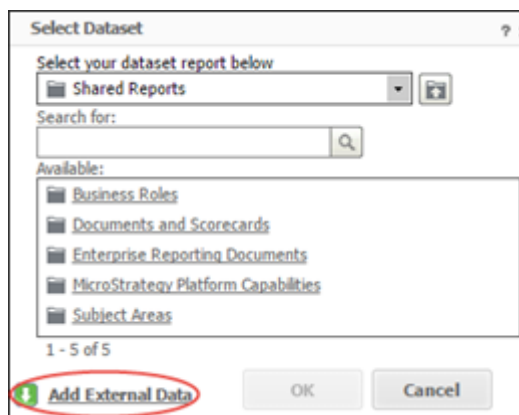 Select Dataset ?
Select your dataset report below
Shared Reports
Search for:
Available:
Business Roles
Documents and Scorecards
Enterprise Reporting Documents
MicroStrategy Platform Capabilities
Subject Areas
1 - 5 of 5
Add External Data OK Cancel